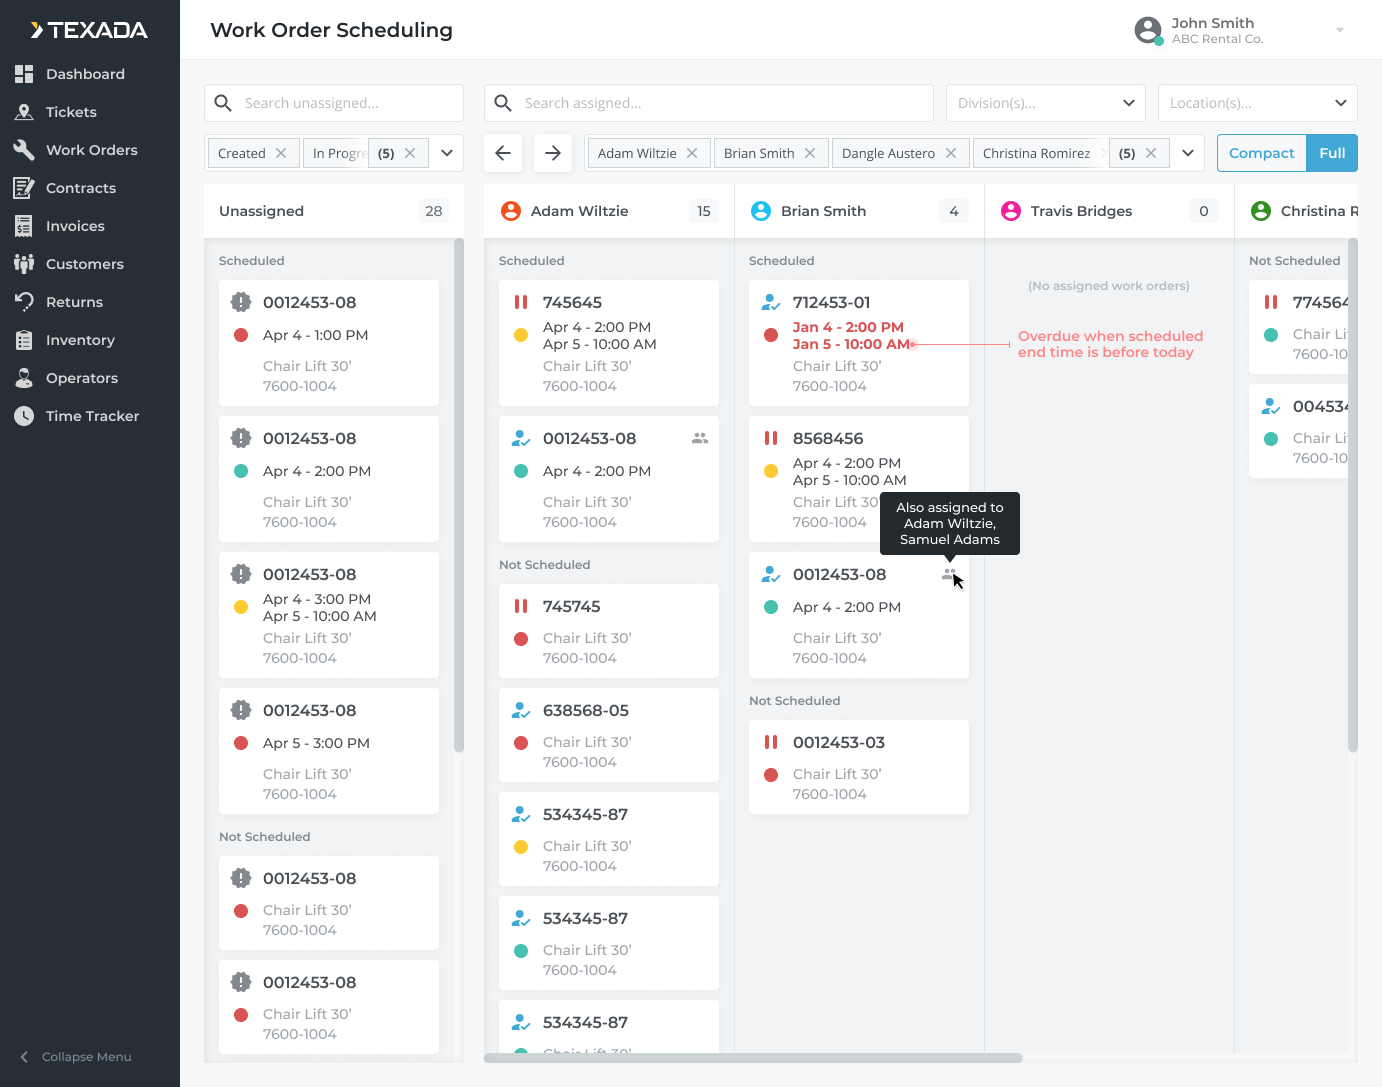 TEXADA
Dashboard
Tickets
Work Orders
Contracts
Invoices
Customers
Returns
Inventory
Operators
Time Tracker
Collapse Menu
Work Order Scheduling
John Smith
ABC Rental Co.
Search unassigned...
Search assigned...
Division(s)...
Location(s)...
Created
In Progre
(5)
Adam Wiltzie
Brian Smith
Dangle Austero
Christina Romirez
(5)
Compact
Full
Unassigned
28
Scheduled
0012453-08
Apr 4 - 1:00 PM
Chair Lift 30’
7600-1004
0012453-08
Apr 4 - 2:00 PM
Chair Lift 30’
7600-1004
0012453-08
Apr 4 - 3:00 PM
Apr 5 - 10:00 AM
Chair Lift 30’
7600-1004
0012453-08
Apr 5 - 3:00 PM
Chair Lift 30’
7600-1004
Not Scheduled
0012453-08
Chair Lift 30’
7600-1004
0012453-08
Chair Lift 30’
7600-1004
Adam Wiltzie
15
Scheduled
745645
Apr 4 - 2:00 PM
Apr 5 - 10:00 AM
Chair Lift 30’
7600-1004
0012453-08
Apr 4 - 2:00 PM
Chair Lift 30’
7600-1004
Not Scheduled
745745
Chair Lift 30’
7600-1004
638568-05
Chair Lift 30’
7600-1004
534345-87
Chair Lift 30’
7600-1004
534345-87
Chair Lift 30’
7600-1004
534345-87
Chair Lift 30’
Brian Smith
4
Scheduled
712453-01
Jan 4 - 2:00 PM
Jan 5 - 10:00 AM
Chair Lift 30’
7600-1004
8568456
Apr 4 - 2:00 PM
Apr 5 - 10:00 AM
Chair Lift 30’
7600-1004
Also assigned to
Adam Wiltzie,
Samuel Adams
0012453-08
Apr 4 - 2:00 PM
Chair Lift 30’
7600-1004
Not Scheduled
0012453-03
Chair Lift 30’
7600-1004
Travis Bridges
0
(No assigned work orders)
Overdue when scheduled
end time is before today
Christina R
Not Scheduled
774564
Chair Li
7600-10
004534
Chair Li
7600-10